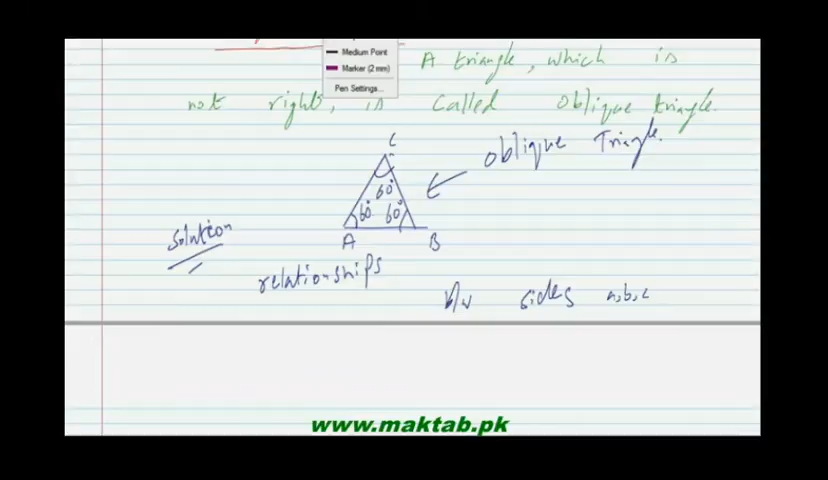 Medium Point
Marker (2 mm)
Pen Settings...
A triangle, which is
not right, is called oblique triangle.
C
oblique Triangle.
60°
60° 60°
Solution
A B
relationships
b/w sides a,b,c
www.maktab.pk